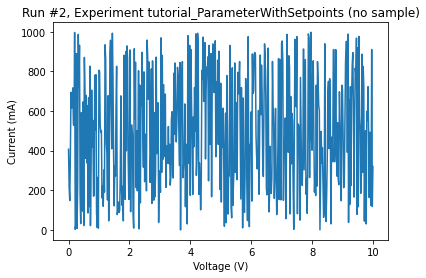 Run #2, Experiment tutorial_ParameterWithSetpoints (no sample)
1000
800
600
400
200
0
Current (mA)
0 2 4 6 8 10
Voltage (V)